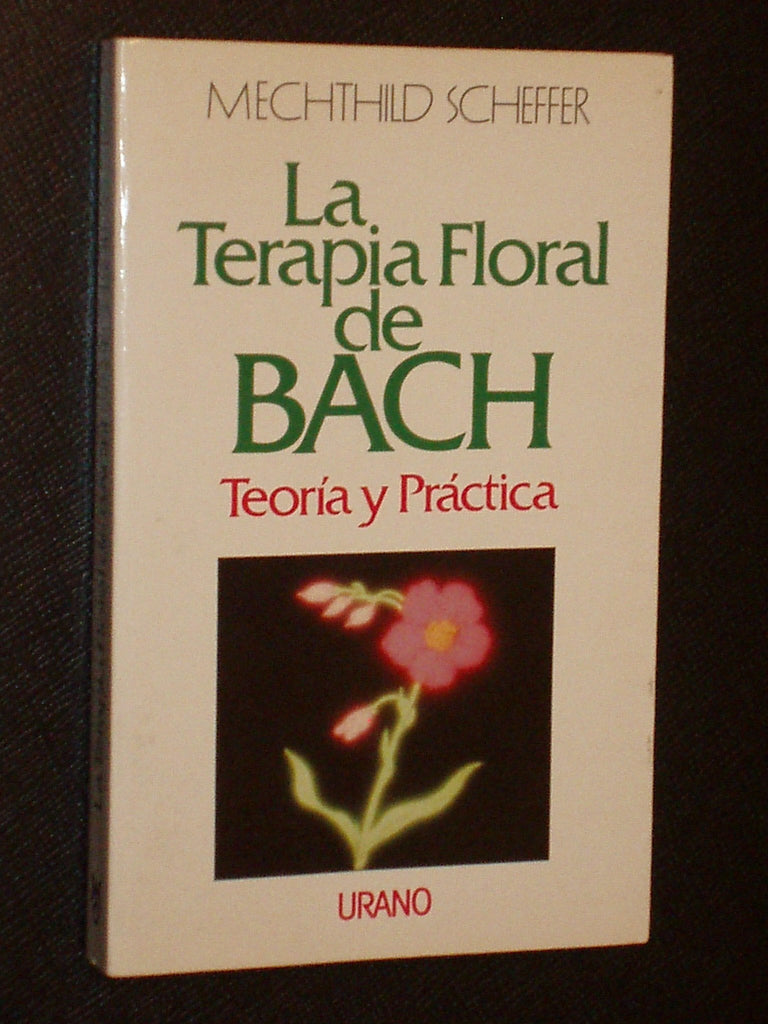 MECHTHILD SCHEFFER
La
Terapia Floral
de
BACH
Teoría y Práctica
URANO